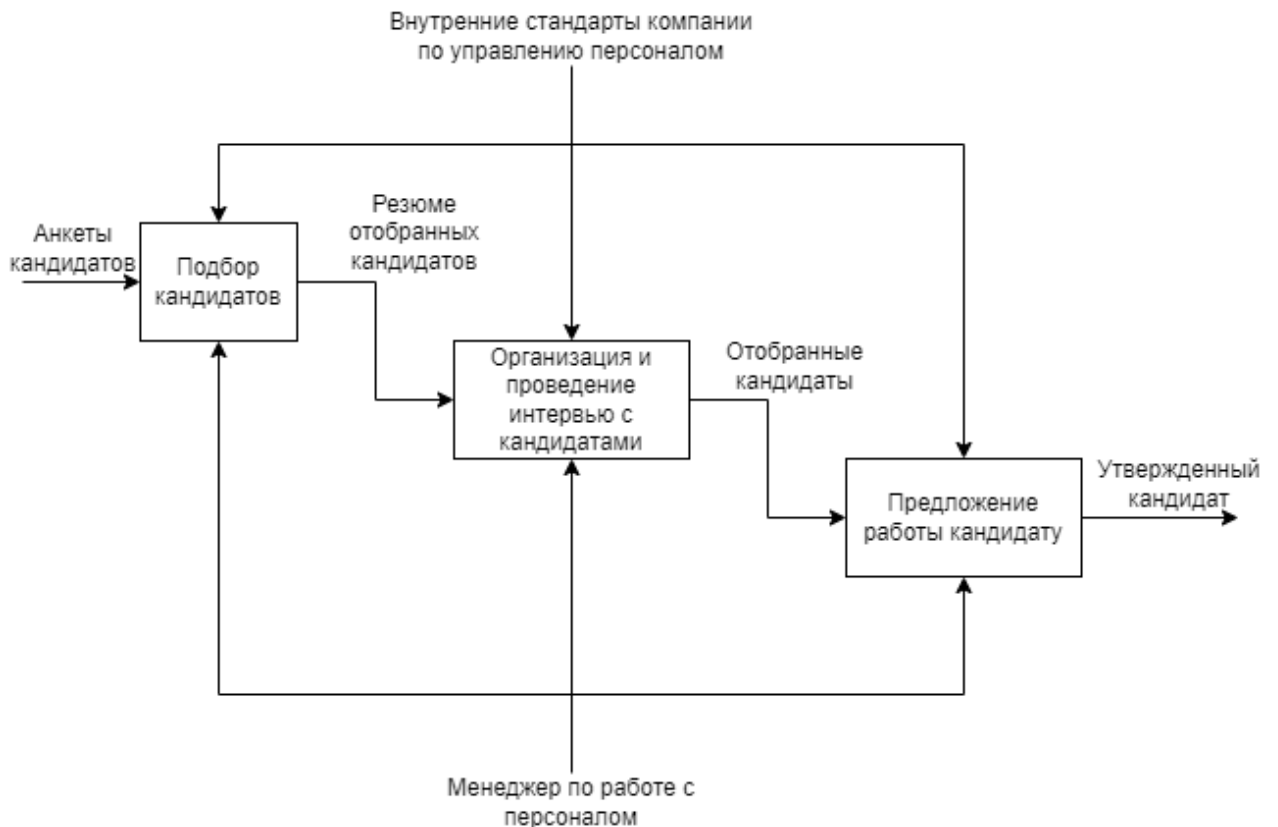 Внутренние стандарты компании
по управлению персоналом
Анкеты
кандидатов
Подбор
кандидатов
Резюме
отобранных
кандидатов
Организация и
проведение
интервью с
кандидатами
Отобранные
кандидаты
Предложение
работы кандидату
Утвержденный
кандидат
Менеджер по работе с
персоналом